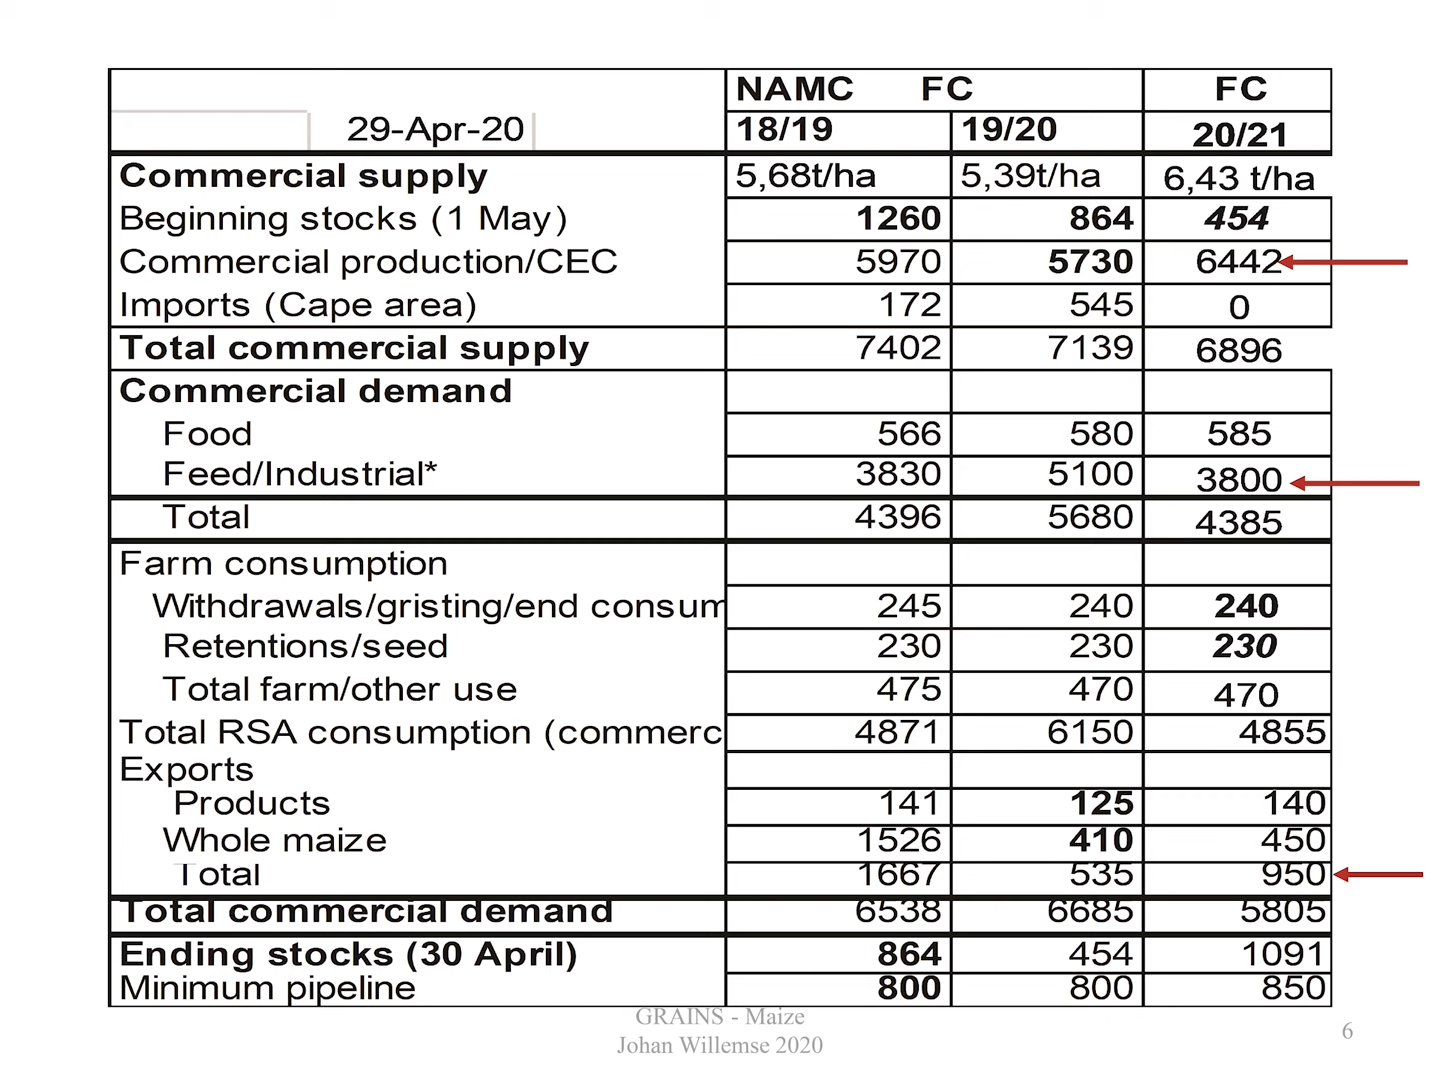 NAMC FC FC
29-Apr-20 18/19 19/20 20/21
Commercial supply 5,68t/ha 5,39t/ha 6,43 t/ha
Beginning stocks (1 May) 1260 864 454
Commercial production/CEC 5970 5730 6442
Imports (Cape area) 172 545 0
Total commercial supply 7402 7139 6896
Commercial demand
Food 566 580 585
Feed/Industrial* 3830 5100 3800
Total 4396 5680 4385
Farm consumption
Withdrawals/gristing/end consum 245 240 240
Retentions/seed 230 230 230
Total farm/other use 475 470 470
Total RSA consumption (commerc 4871 6150 4855
Exports
Products 141 125 140
Whole maize 1526 410 450
Total 1667 535 950
Total commercial demand 6538 6685 5805
Ending stocks (30 April) 864 454 1091
Minimum pipeline 800 800 850
GRAINS - Maize
Johan Willemse 2020
6